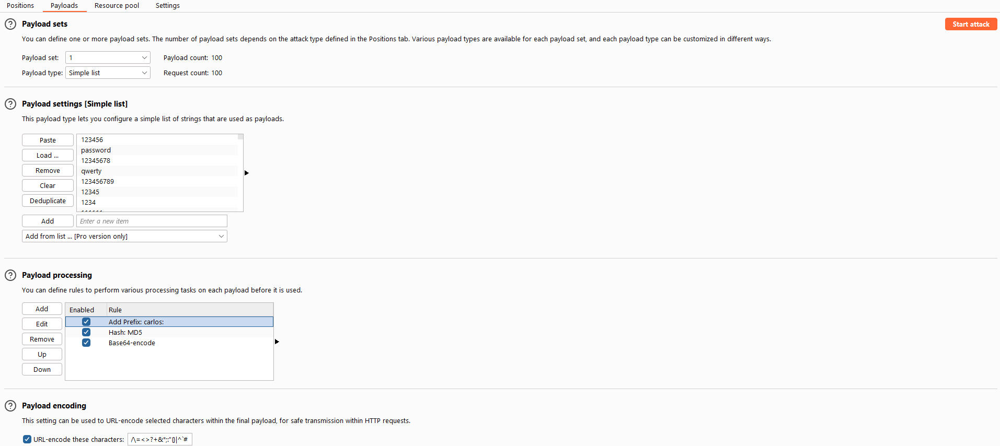 Positions Payloads Resource pool Settings
Payload sets
Start attack
You can define one or more payload sets. The number of payload sets depends on the attack type defined in the Positions tab. Various payload types are available for each payload set, and each payload type can be customized in different ways.
Payload set: 1 Payload count: 100
Payload type: Simple list Request count: 100
Payload settings [Simple list]
This payload type lets you configure a simple list of strings that are used as payloads.
Paste
Load ...
Remove
Clear
Deduplicate
123456
password
12345678
qwerty
123456789
12345
1234
Add Enter a new item
Add from list ... [Pro version only]
Payload processing
You can define rules to perform various processing tasks on each payload before it is used.
Add
Edit
Remove
Up
Down
Enabled Rule
Add Prefix: carlos:
Hash: MD5
Base64-encode
Payload encoding
This setting can be used to URL-encode selected characters within the final payload, for safe transmission within HTTP requests.
URL-encode these characters: /\=<>?+&*;:"{}|^`#